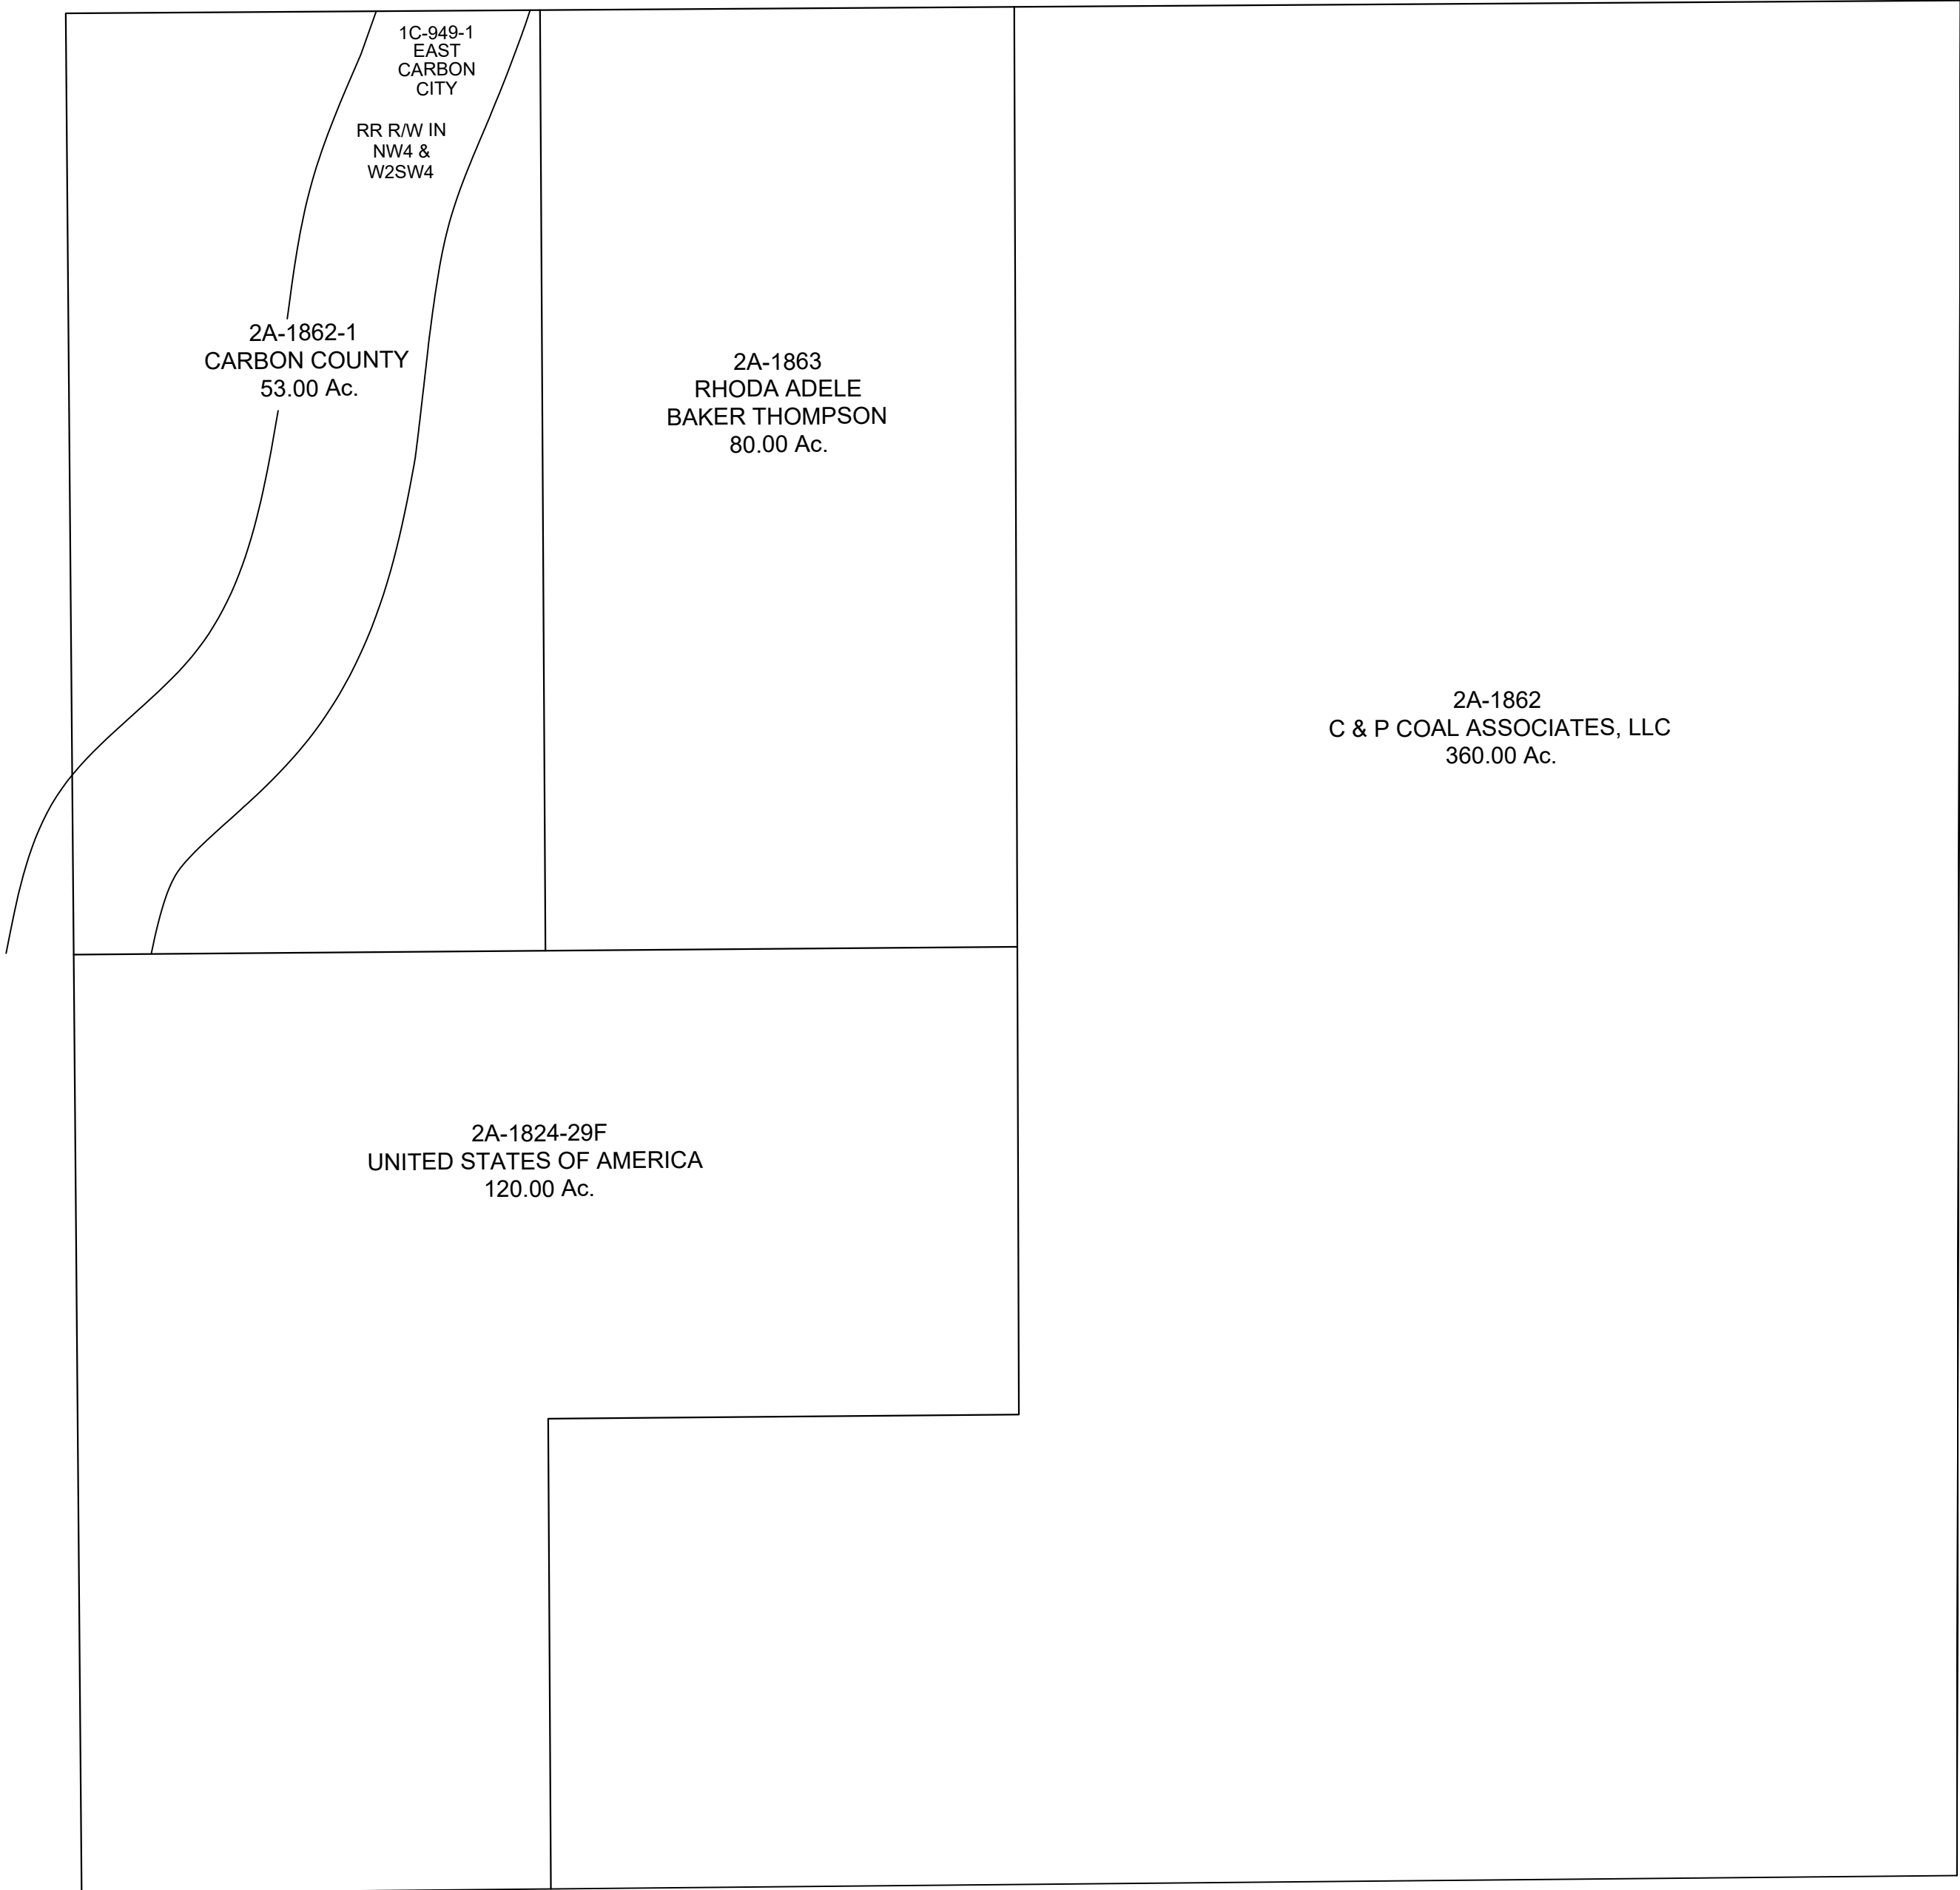 1C-949-1
EAST
CARBON
CITY
RR R/W IN
NW4 &
W2SW4
2A-1862-1
CARBON COUNTY
53.00 Ac.
2A-1863
RHODA ADELE
BAKER THOMPSON
80.00 Ac.
2A-1862
C & P COAL ASSOCIATES, LLC
360.00 Ac.
2A-1824-29F
UNITED STATES OF AMERICA
120.00 Ac.